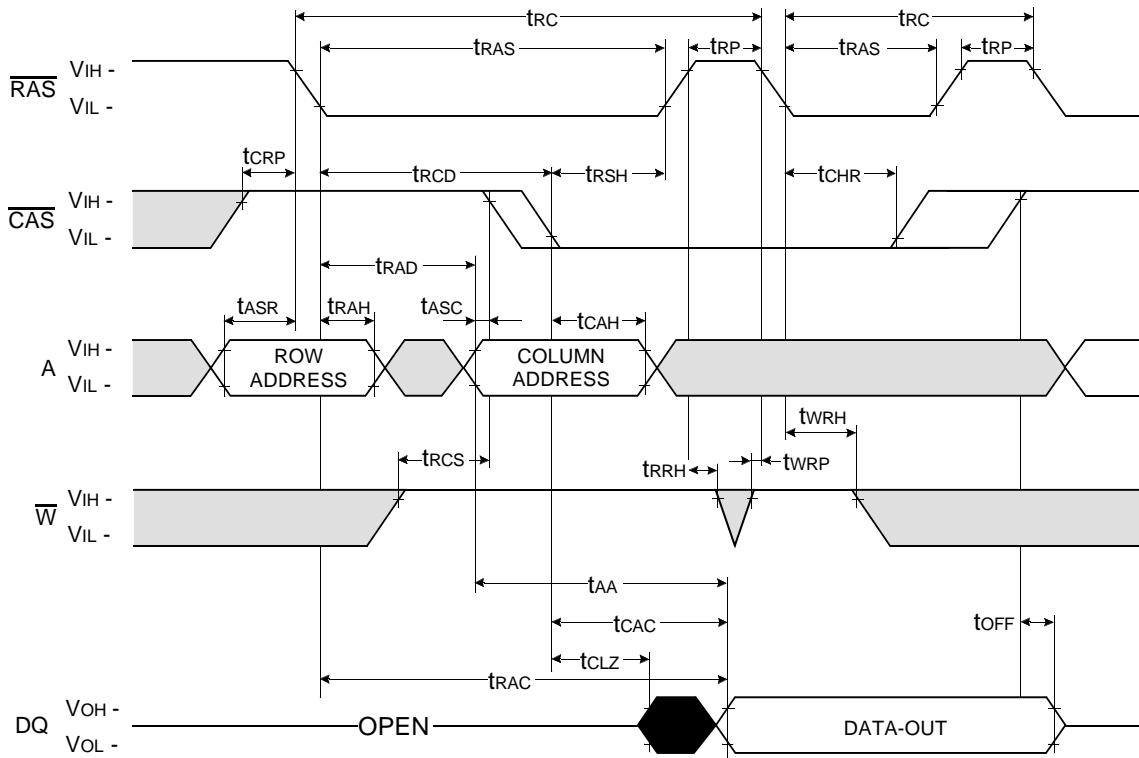 tRC tRC
tRAS tRP tRAS tRP
RAS VIH -
VIL -
tCRP tRCD tRSH tCHR
CAS VIH -
VIL -
tRAD
tASR tRAH tASC tCAH
A VIH -
VIL -
ROW ADDRESS
COLUMN ADDRESS
tWRH
tRCS tRRH tWRP
W VIH -
VIL -
tAA
tCAC tOFF
tCLZ
tRAC
DQ VOH -
VOL -
OPEN DATA-OUT